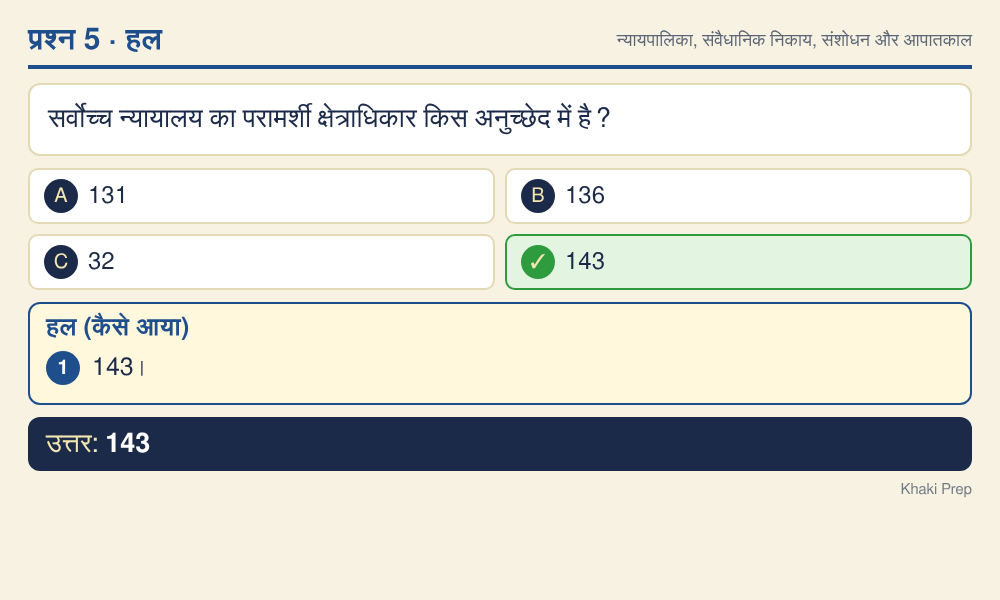 प्रश्न 5 · हल
न्यायपालिका, संवैधानिक निकाय, संशोधन और आपातकाल
सर्वोच्च न्यायालय का परामर्शी क्षेत्राधिकार किस अनुच्छेद में है ?
A 131
B 136
C 32
✓ 143
हल (कैसे आया)
1 143।
उत्तर: 143
Khaki Prep